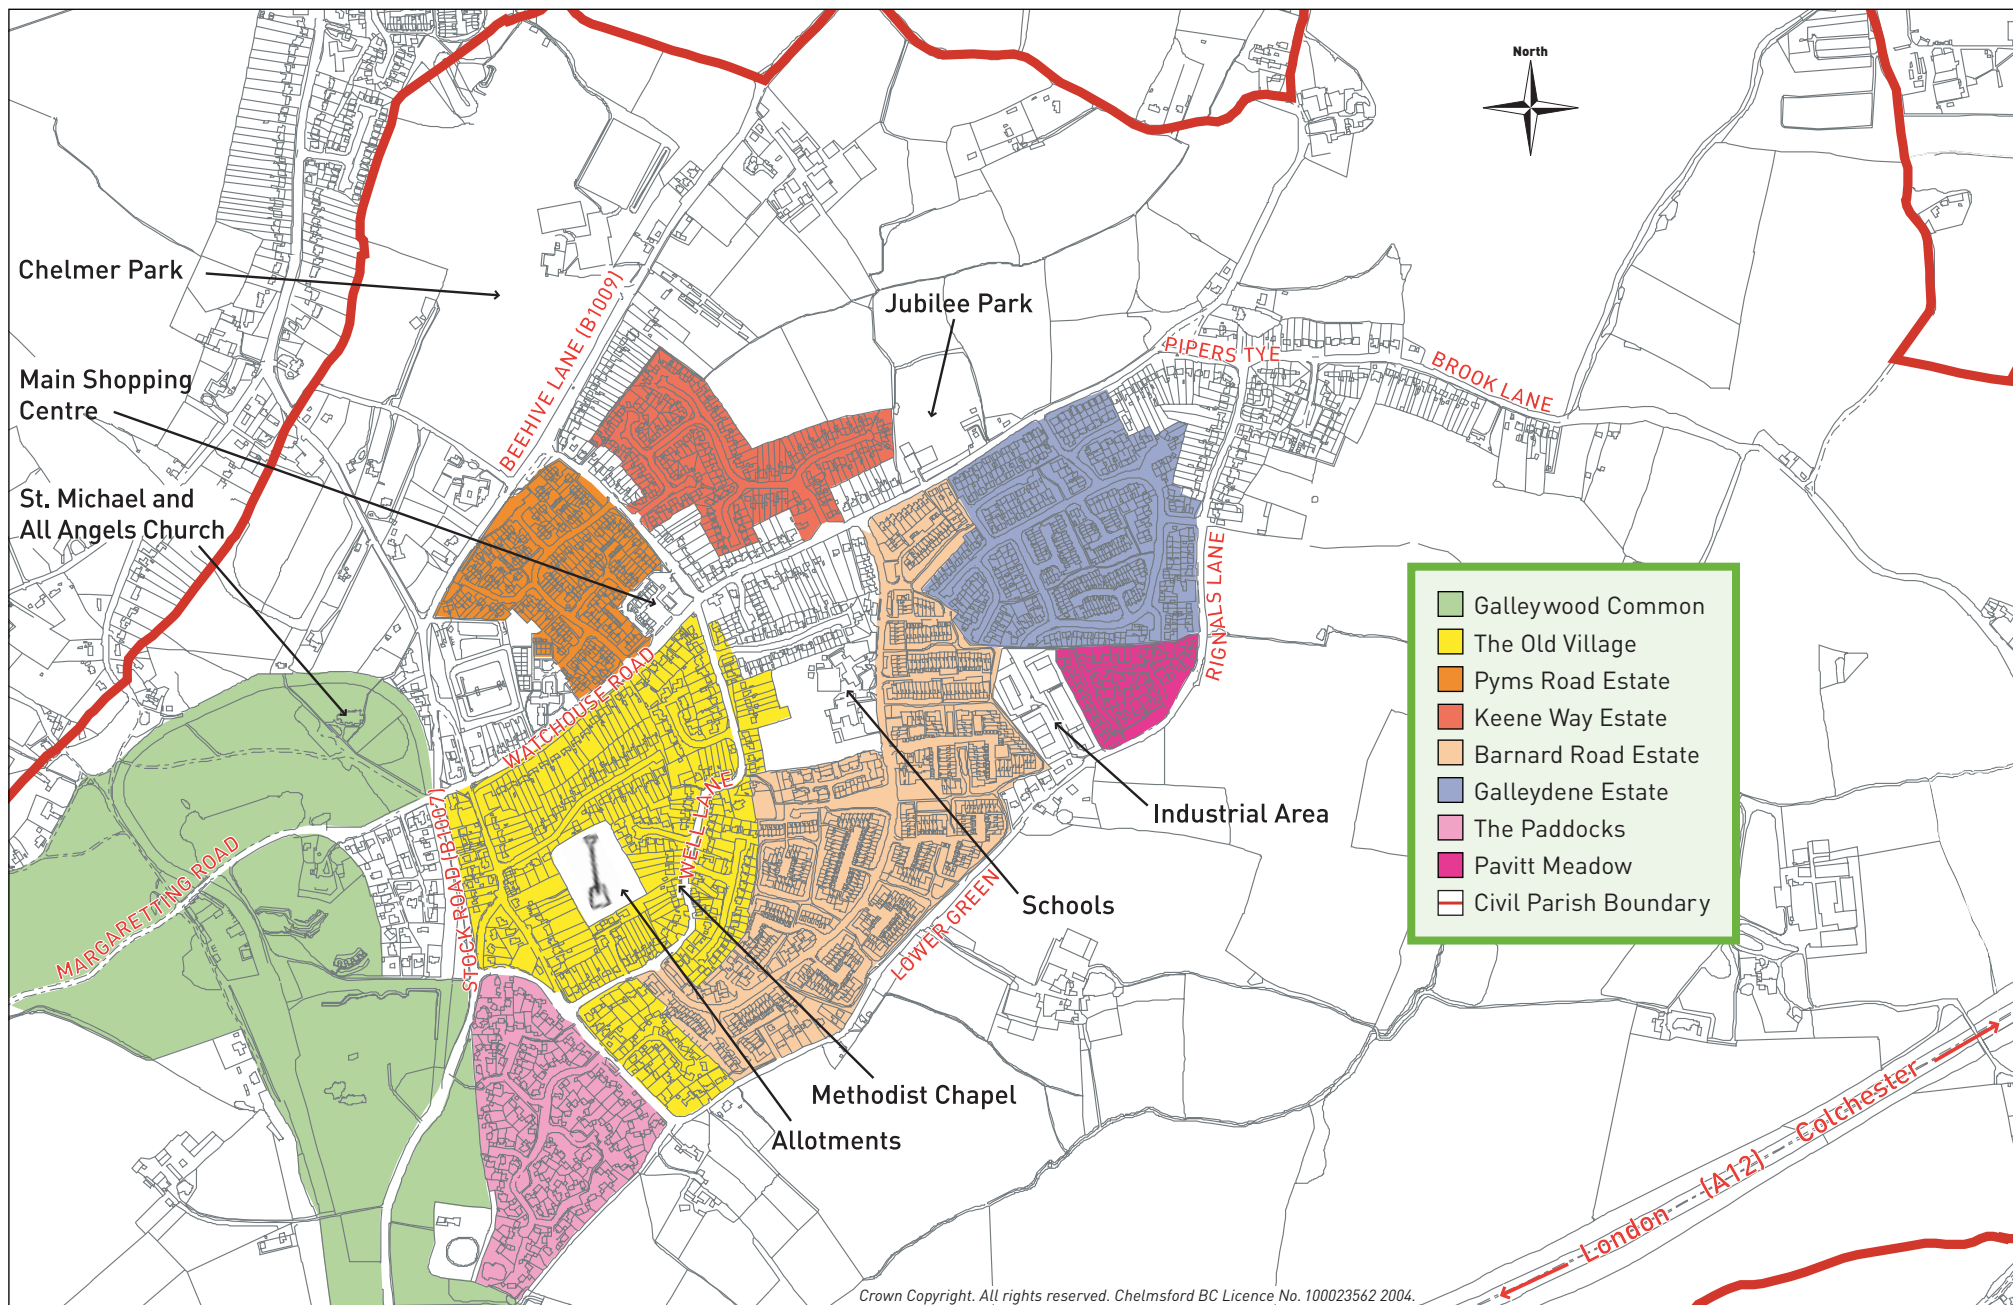 North
Chelmer Park
BEEHIVE LANE (B1009)
Jubilee Park
PIPERS TYE
BROOK LANE
Main Shopping
Centre
St. Michael and
All Angels Church
RIGNALS LANE
WATCHOUSE ROAD
WELL LANE
STOCK ROAD (B1007)
MARGARETTING ROAD
LOWER GREEN
Industrial Area
Schools
Methodist Chapel
Allotments
Galleywood Common
The Old Village
Pyms Road Estate
Keene Way Estate
Barnard Road Estate
Galleydene Estate
The Paddocks
Pavitt Meadow
Civil Parish Boundary
Colchester
(A12)
London
Crown Copyright. All rights reserved. Chelmsford BC Licence No. 100023562 2004.